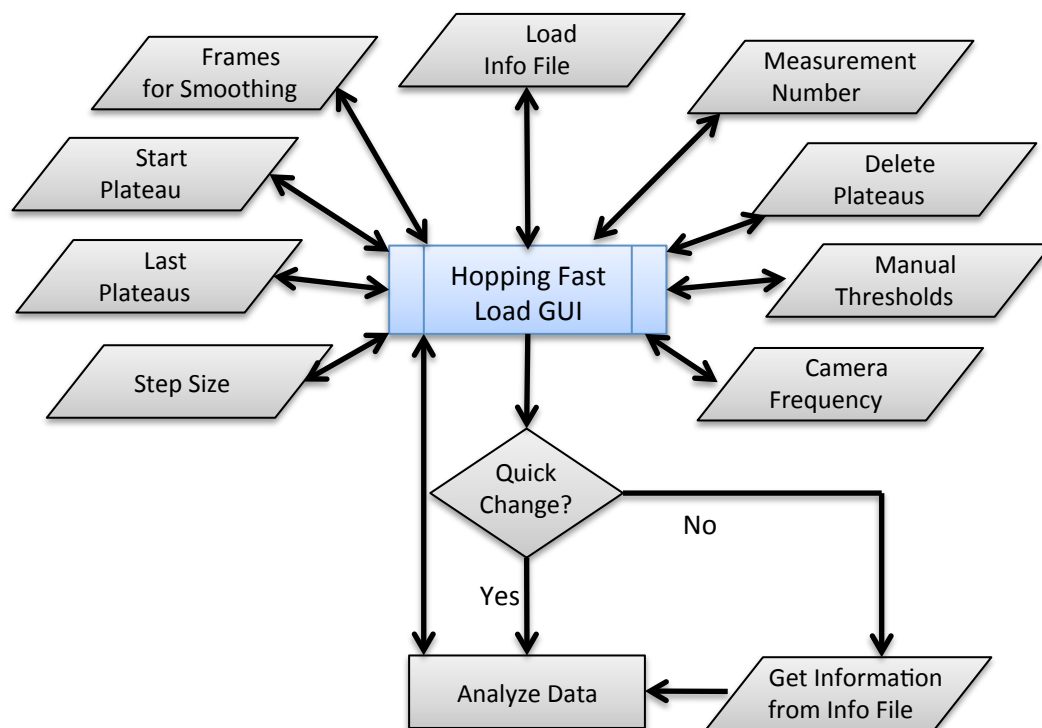 Frames
for Smoothing
Load
Info File
Measurement
Number
Start
Plateau
Delete
Plateaus
Last
Plateaus
Hopping Fast
Load GUI
Manual
Thresholds
Step Size
Camera
Frequency
Quick
Change?
No
Yes
Analyze Data
Get Information
from Info File